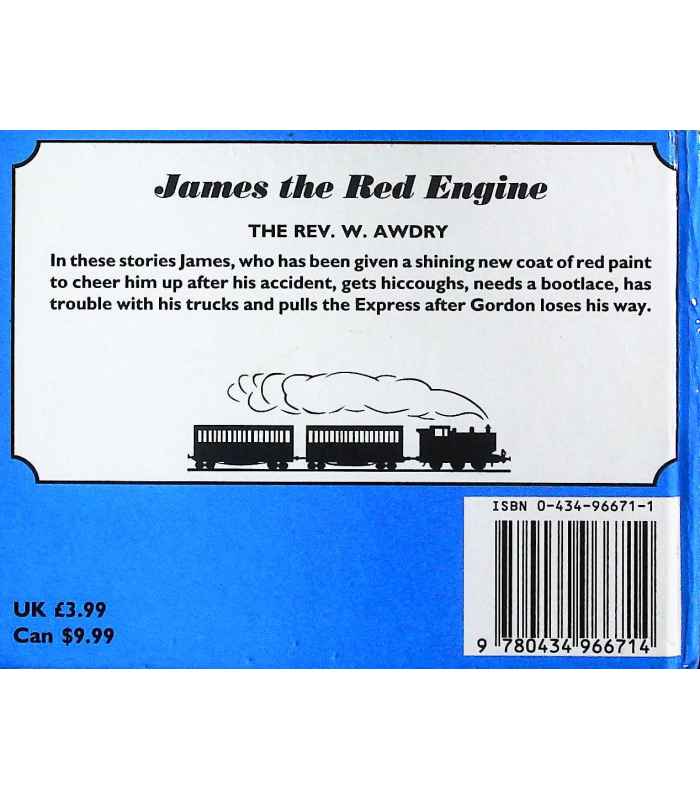 James the Red Engine
THE REV. W. AWDRY
In these stories James, who has been given a shining new coat of red paint
to cheer him up after his accident, gets hiccoughs, needs a bootlace, has
trouble with his trucks and pulls the Express after Gordon loses his way.
ISBN 0-434-96671-1
UK £3.99
Can $9.99
9 780434 966714